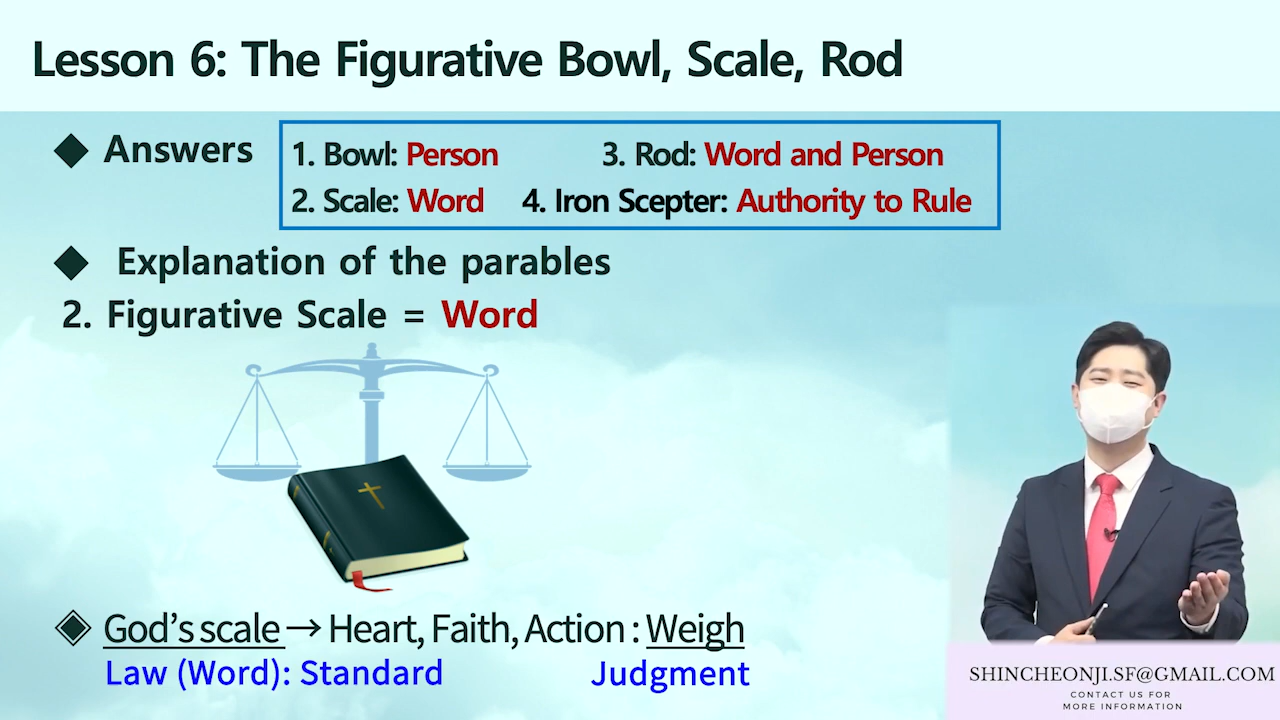 Lesson 6: The Figurative Bowl, Scale, Rod
Answers
1. Bowl: Person 3. Rod: Word and Person
2. Scale: Word 4. Iron Scepter: Authority to Rule
Explanation of the parables
2. Figurative Scale = Word
God's scale → Heart, Faith, Action : Weigh
Law (Word): Standard Judgment
SHINCHEONJI.SF@GMAIL.COM
CONTACT US FOR
MORE INFORMATION